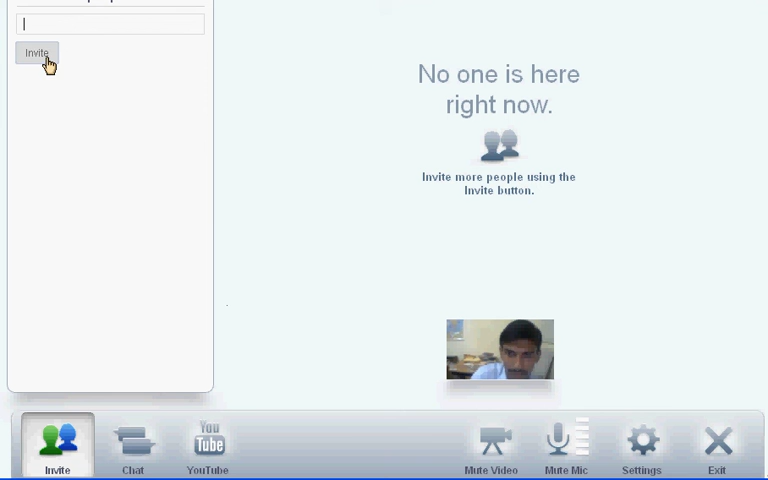 Invite
No one is here
right now.
Invite more people using the
Invite button.
You
Tube
Invite
Chat
YouTube
Mute Video
Mute Mic
Settings
Exit